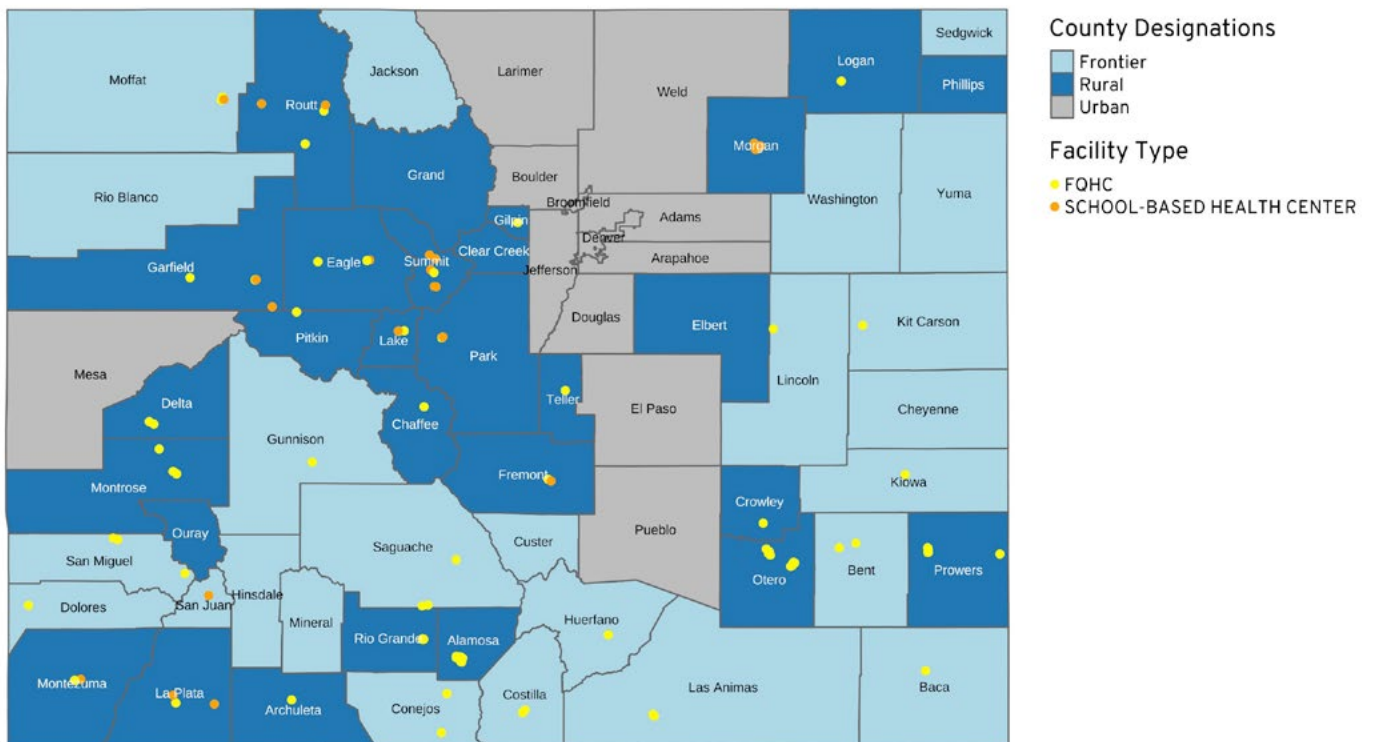 County Designations
Frontier
Rural
Urban
Facility Type
FQHC
SCHOOL-BASED HEALTH CENTER
Sedgwick
Logan
Jackson
Larimer
Moffat
Weld
Phillips
Routt
Morgan
Grand
Boulder
Rio Blanco
Washington
Yuma
Broomfield
Gilpin
Adams
Denver
Clear Creek
Arapahoe
Eagle
Summit
Garfield
Jefferson
Douglas
Elbert
Kit Carson
Pitkin
Lake
Park
Mesa
Lincoln
Teller
Delta
El Paso
Cheyenne
Chaffee
Gunnison
Fremont
Kiowa
Montrose
Crowley
Pueblo
Ouray
Custer
Saguache
San Miguel
Bent
Prowers
Otero
Hinsdale
San Juan
Dolores
Mineral
Huerfano
Rio Grande
Alamosa
Montezuma
La Plata
Las Animas
Baca
Costilla
Conejos
Archuleta